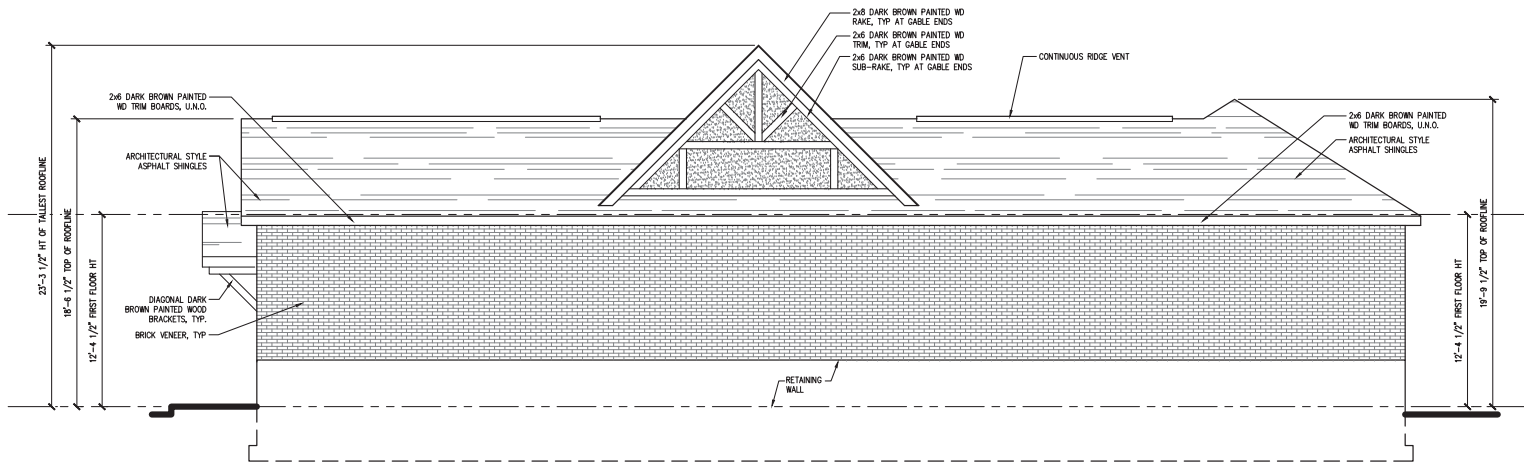 2x8 DARK BROWN PAINTED WD
RAKE, TYP AT GABLE ENDS
2x6 DARK BROWN PAINTED WD
TRIM, TYP AT GABLE ENDS
2x6 DARK BROWN PAINTED WD
SUB-RAKE, TYP AT GABLE ENDS
CONTINUOUS RIDGE VENT
2x6 DARK BROWN PAINTED
WD TRIM BOARDS, U.N.O.
2x6 DARK BROWN PAINTED
WD TRIM BOARDS, U.N.O.
ARCHITECTURAL STYLE
ASPHALT SHINGLES
ARCHITECTURAL STYLE
ASPHALT SHINGLES
23'-3 1/2" HT OF TALLEST ROOFLINE
18'-6 1/2" TOP OF ROOFLINE
12'-4 1/2" FIRST FLOOR HT
12'-4 1/2" FIRST FLOOR HT
19'-9 1/2" TOP OF ROOFLINE
DIAGONAL DARK
BROWN PAINTED WOOD
BRACKETS, TYP.
BRICK VENEER, TYP
RETAINING
WALL